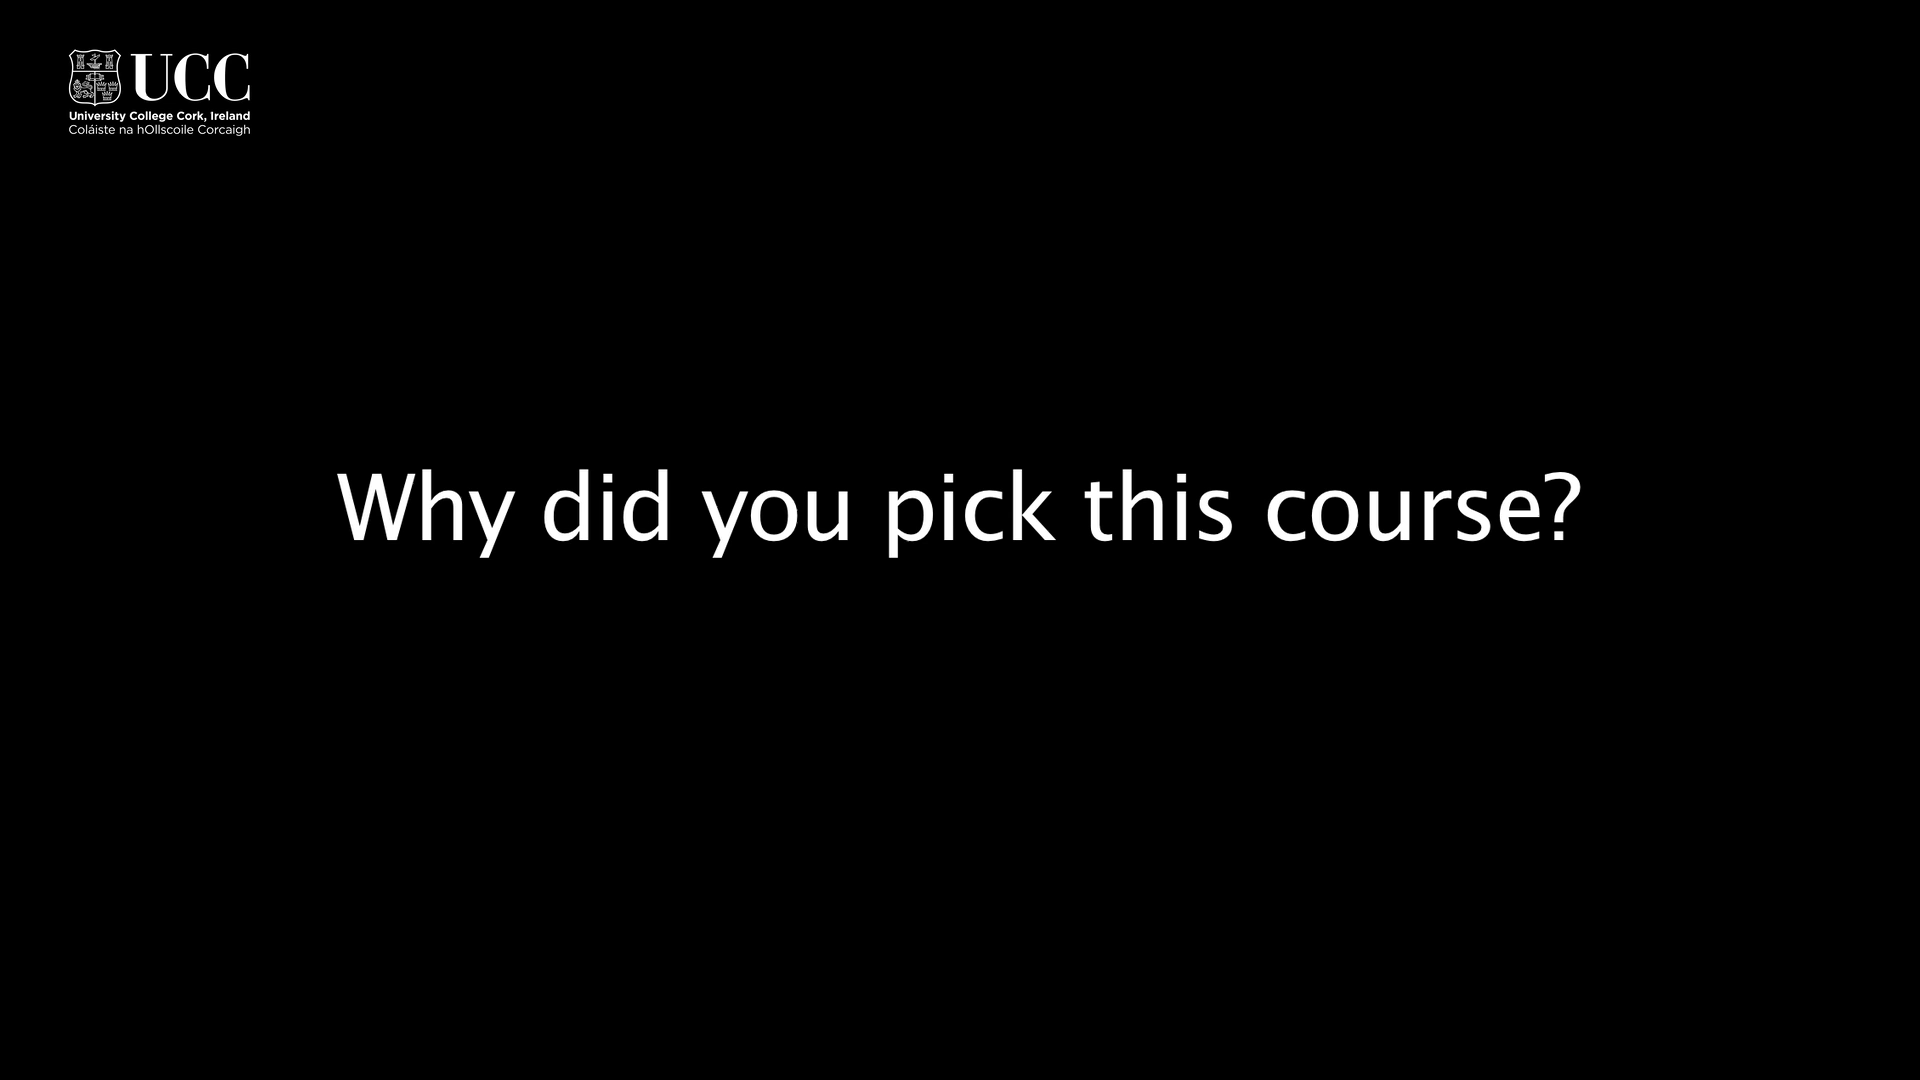 UCC
University College Cork, Ireland
Coláiste na hOllscoile Corcaigh
Why did you pick this course?